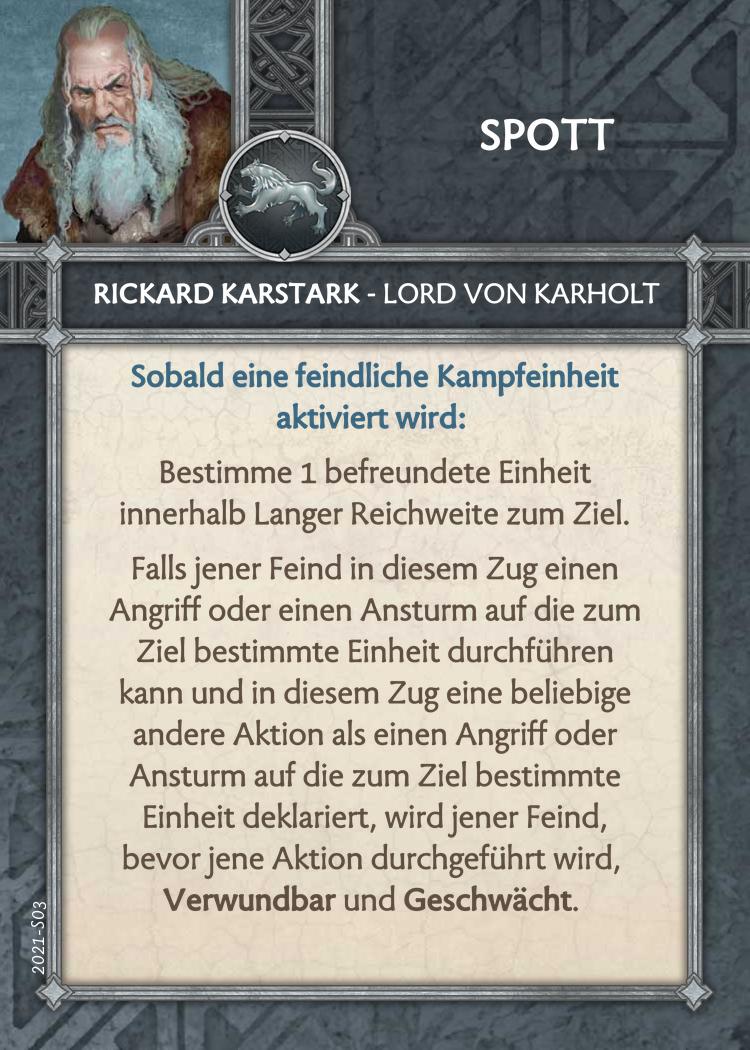 SPOTT
RICKARD KARSTARK - LORD VON KARHOLT
Sobald eine feindliche Kampfeinheit
aktiviert wird:
Bestimme 1 befreundete Einheit
innerhalb Langer Reichweite zum Ziel.
Falls jener Feind in diesem Zug einen
Angriff oder einen Ansturm auf die zum
Ziel bestimmte Einheit durchführen
kann und in diesem Zug eine beliebige
andere Aktion als einen Angriff oder
Ansturm auf die zum Ziel bestimmte
Einheit deklariert, wird jener Feind,
bevor jene Aktion durchgeführt wird,
Verwundbar und Geschwächt.
2021-S03